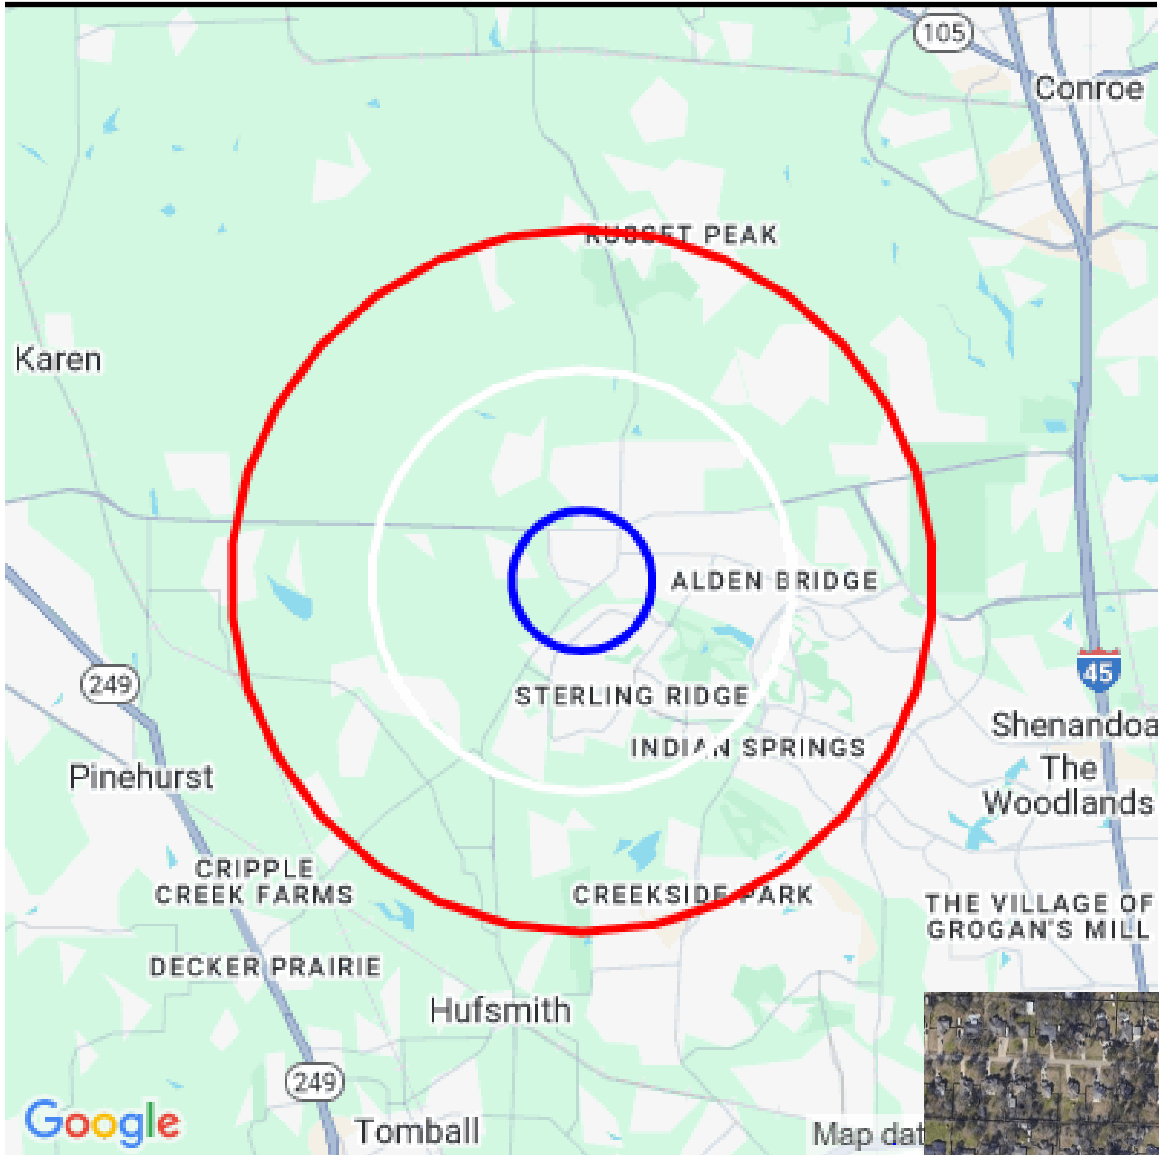 105
Conroe
RUSSET PEAK
Karen
ALDEN BRIDGE
45
249
STERLING RIDGE
Shenandoa
INDIAN SPRINGS
The
Woodlands
Pinehurst
CRIPPLE
CREEK FARMS
CREEKSIDE PARK
THE VILLAGE OF
GROGAN'S MILL
DECKER PRAIRIE
Hufsmith
249
Google
Tomball
Map dat